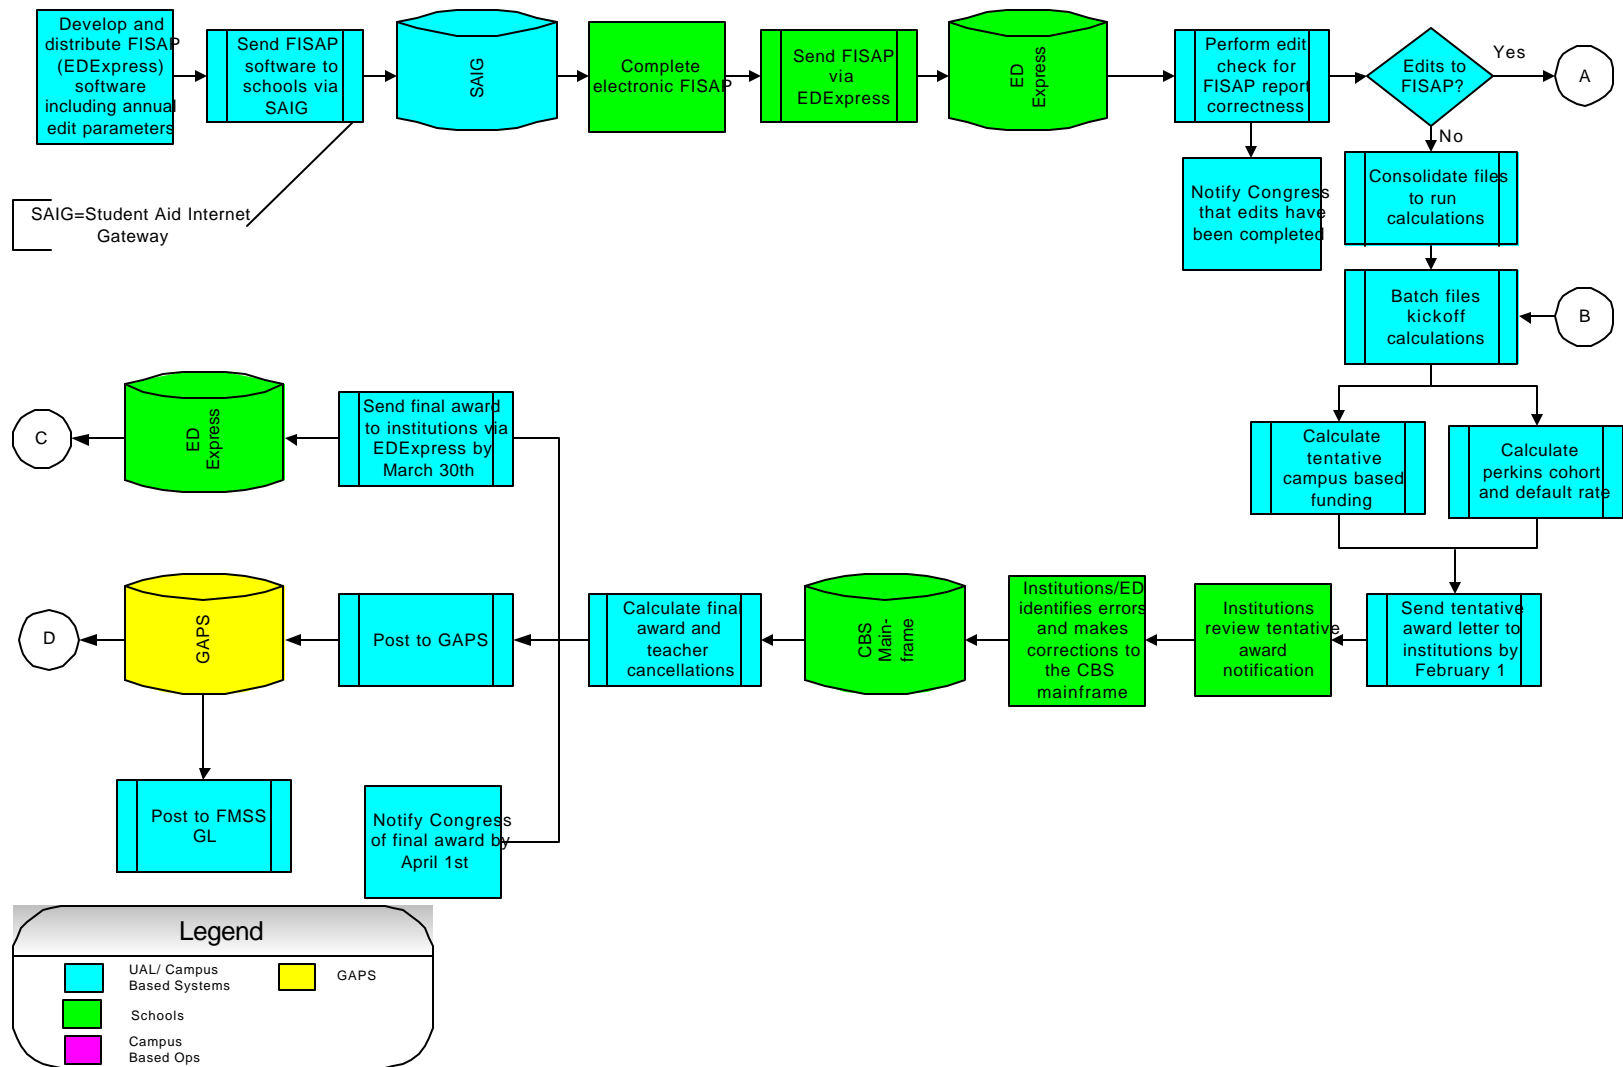 Develop and
distribute FISAP
(EDExpress)
software
including annual
edit parameters
Send FISAP
software to
schools via
SAIG
SAIG
Complete
electronic FISAP
Send FISAP
via
EDExpress
ED
Express
Perform edit
check for
FISAP report
correctness
Edits to
FISAP?
Yes
A
No
SAIG=Student Aid Internet
Gateway
Notify Congress
that edits have
been completed
Consolidate files
to run
calculations
Batch files
kickoff
calculations
B
C
ED
Express
Send final award
to institutions via
EDExpress by
March 30th
Calculate
tentative
campus based
funding
Calculate
perkins cohort
and default rate
D
GAPS
Post to GAPS
Calculate final
award and
teacher
cancellations
CBS
Main-
frame
Institutions/ED
identifies errors
and makes
corrections to
the CBS
mainframe
Institutions
review tentative
award
notification
Send tentative
award letter to
institutions by
February 1
Post to FMSS
GL
Notify Congress
of final award by
April 1st
Legend
UAL/ Campus
Based Systems
GAPS
Schools
Campus
Based Ops